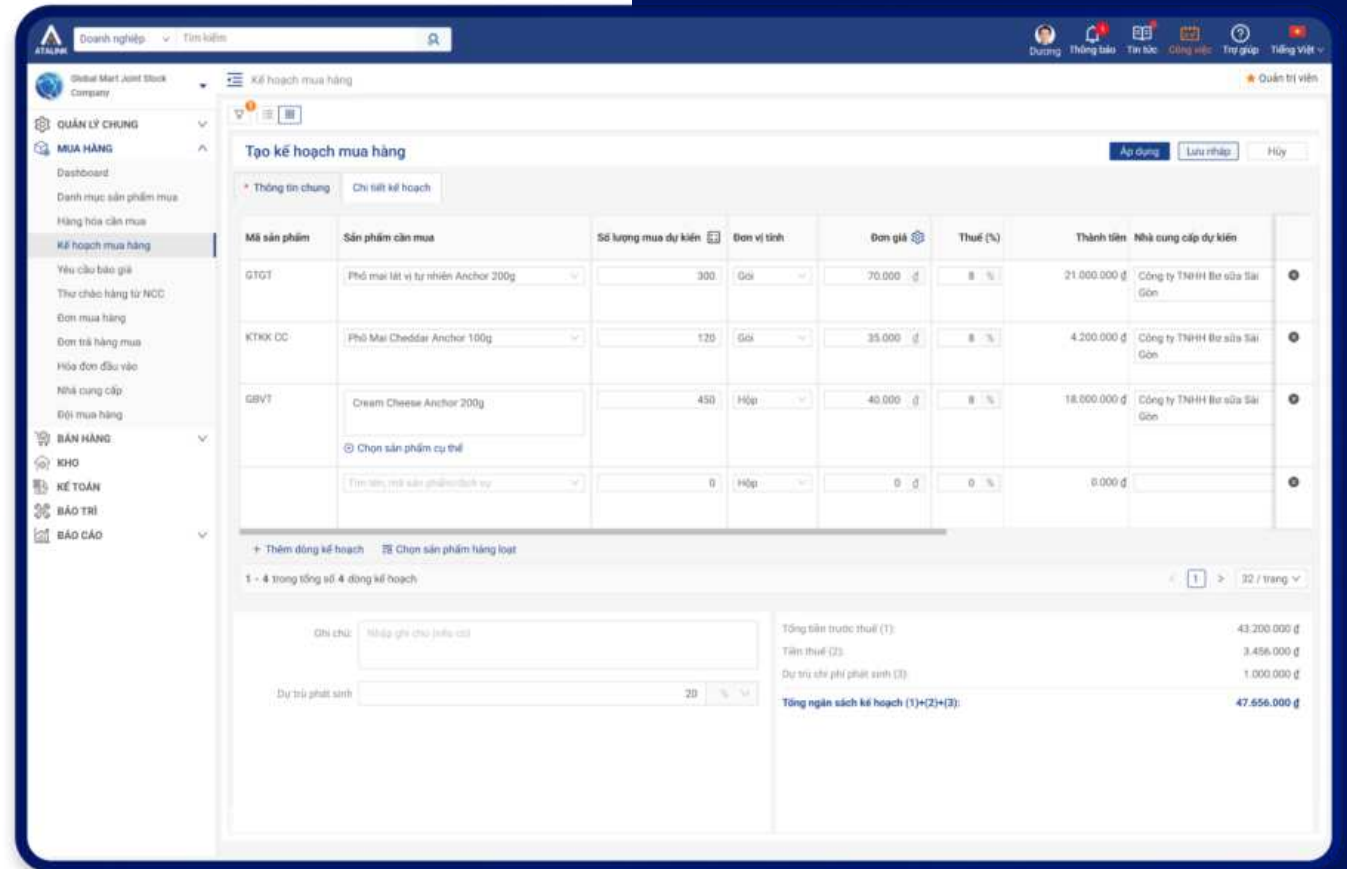 ATALINK
Doanh nghiệp Tìm kiếm
Dương Thông báo Tin tức Công việc Trợ giúp Tiếng Việt
Global Mart Joint Stock
Company
Kế hoạch mua hàng
Quản trị viên
QUẢN LÝ CHUNG
MUA HÀNG
Dashboard
Danh mục sản phẩm mua
Hàng hóa cần mua
Kế hoạch mua hàng
Yêu cầu báo giá
Thư chào hàng từ NCC
Đơn mua hàng
Đơn trả hàng mua
Hóa đơn đầu vào
Nhà cung cấp
Đội mua hàng
BÁN HÀNG
KHO
KẾ TOÁN
BẢO TRÌ
BÁO CÁO
Tạo kế hoạch mua hàng
Áp dụng Lưu nháp Hủy
* Thông tin chung Chi tiết kế hoạch
Mã sản phẩm Sản phẩm cần mua Số lượng mua dự kiến Đơn vị tính Đơn giá Thuế (%) Thành tiền Nhà cung cấp dự kiến
GTGT Phô mai lát vị tự nhiên Anchor 200g 300 Gói 70.000 ₫ 8 % 21.000.000 ₫ Công ty TNHH Bơ sữa Sài
Gòn
KTKX CC Phô Mai Cheddar Anchor 100g 120 Gói 35.000 ₫ 8 % 4.200.000 ₫ Công ty TNHH Bơ sữa Sài
Gòn
GBVT Cream Cheese Anchor 200g 450 Hộp 40.000 ₫ 8 % 18.000.000 ₫ Công ty TNHH Bơ sữa Sài
Gòn
Chọn sản phẩm cụ thể
Tìm tên, mã sản phẩm/dịch vụ 0 Hộp 0 ₫ 0 % 0.000 ₫
+ Thêm dòng kế hoạch Chọn sản phẩm hàng loạt
1 - 4 trong tổng số 4 dòng kế hoạch
< 1 > 32 / trang
Ghi chú: Nhập ghi chú (nếu có)
Dự trù phát sinh 20 %
Tổng tiền trước thuế (1): 43.200.000 ₫
Tiền thuế (2): 3.456.000 ₫
Dự trù chi phí phát sinh (3): 1.000.000 ₫
Tổng ngân sách kế hoạch (1)+(2)+(3): 47.656.000 ₫